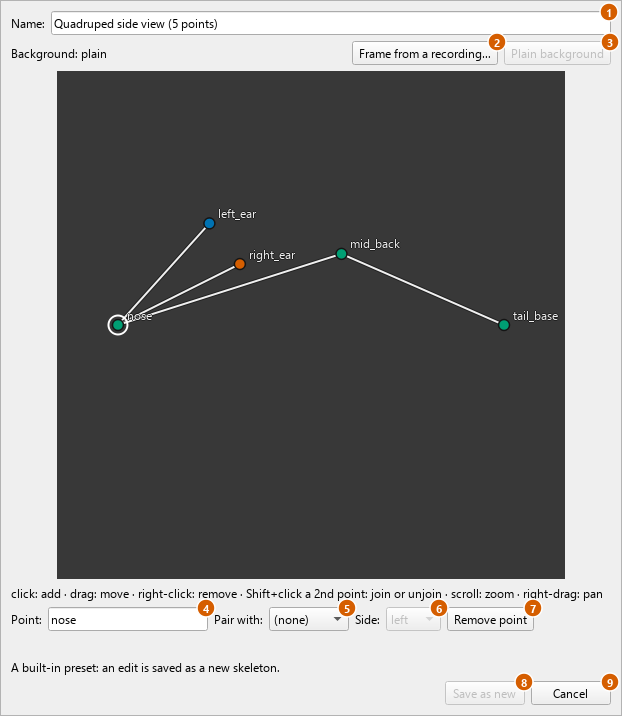 Name: Quadruped side view (5 points) 1
Background: plain Frame from a recording... 2 Plain background 3
left_ear
right_ear
mid_back
nose
tail_base
click: add · drag: move · right-click: remove · Shift+click a 2nd point: join or unjoin · scroll: zoom · right-drag: pan
Point: nose 4 Pair with: (none) 5 Side: left 6 Remove point 7
A built-in preset: an edit is saved as a new skeleton.
Save as new 8 Cancel 9